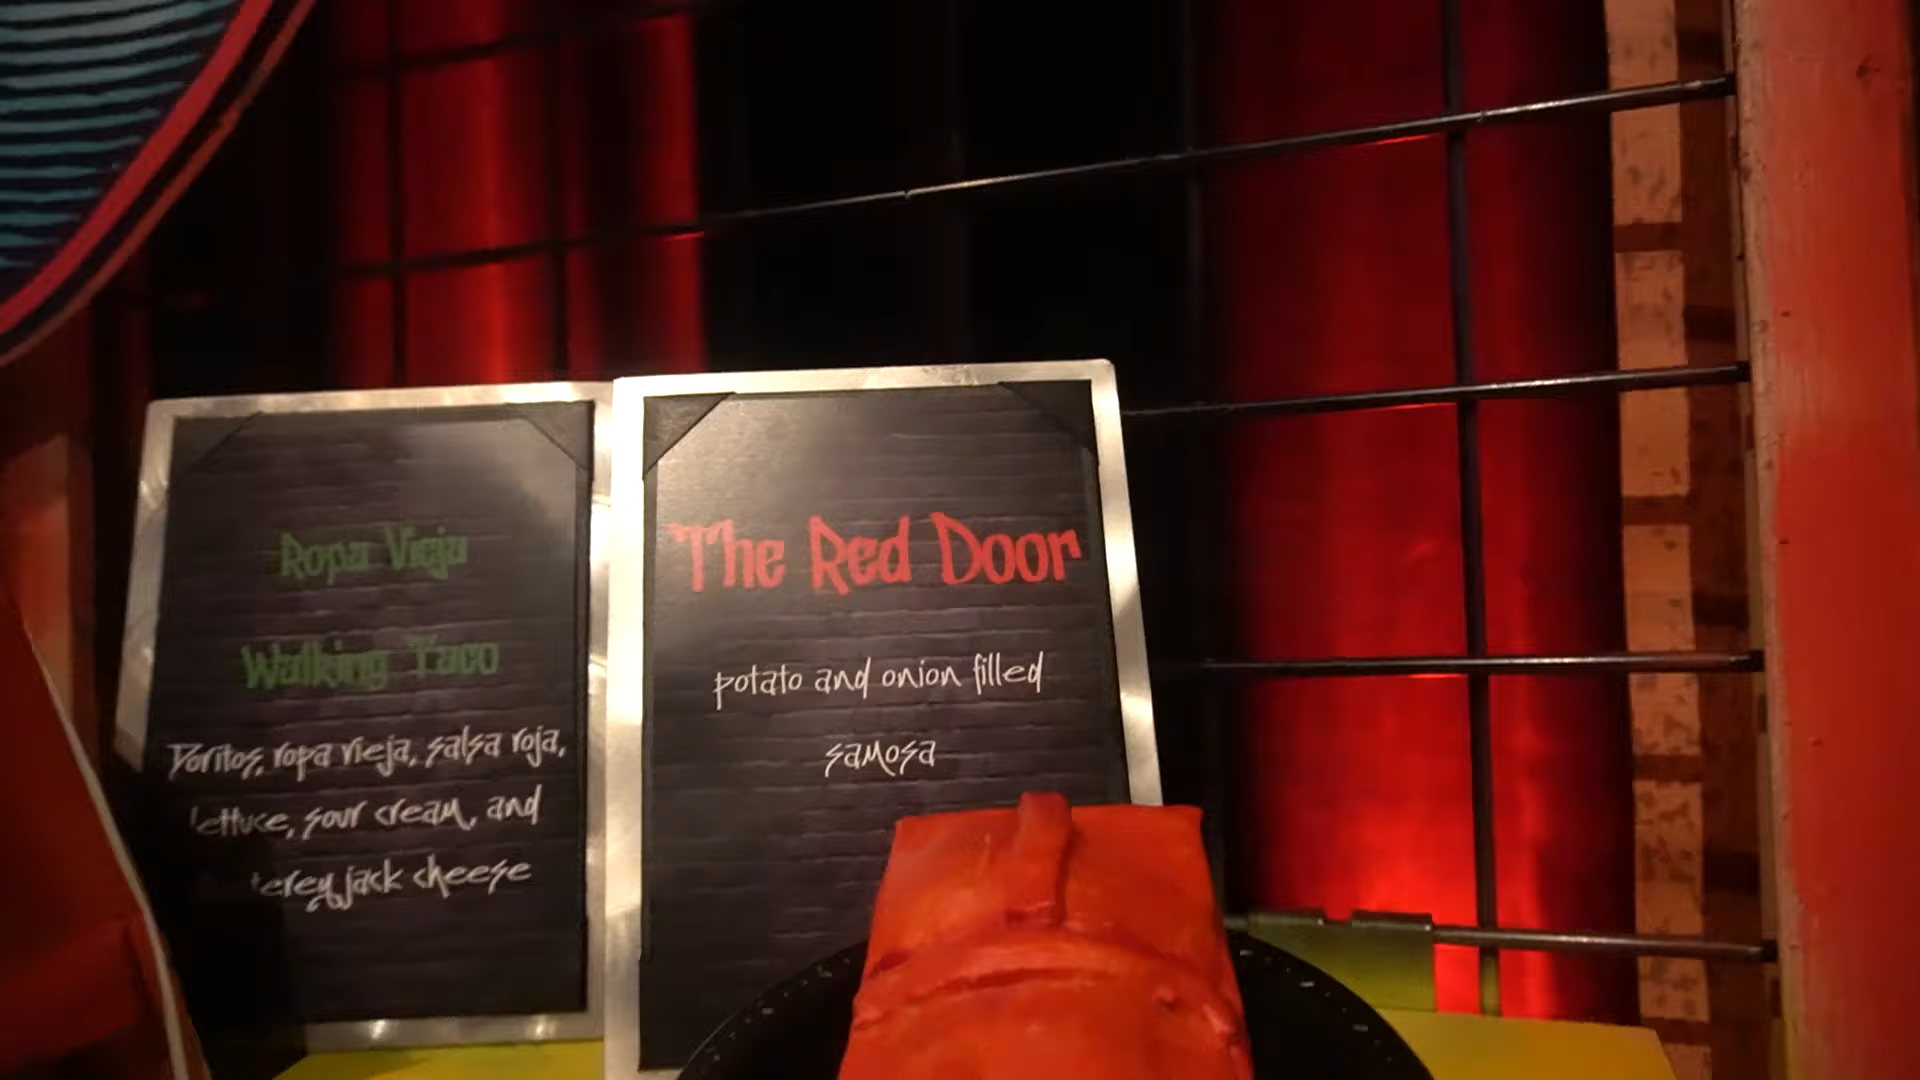 Ropa Vieja
Walking Taco
Doritos, ropa vieja, salsa roja,
lettuce, sour cream, and
jack cheese
The Red Door
potato and onion filled
samosa